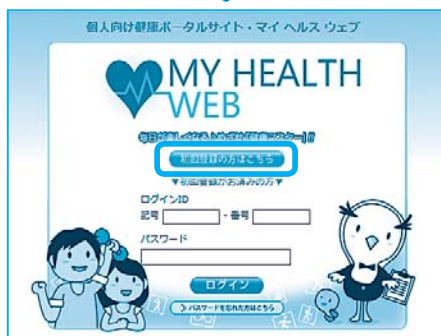 個人向け健康ポータルサイト・マイ ヘルス ウェブ
MY HEALTH
WEB
初回登録の方はこちら
▼初回登録がお済みの方▼
ログインID
記号 ・番号
パスワード
ログイン
パスワードを忘れた方はこちら